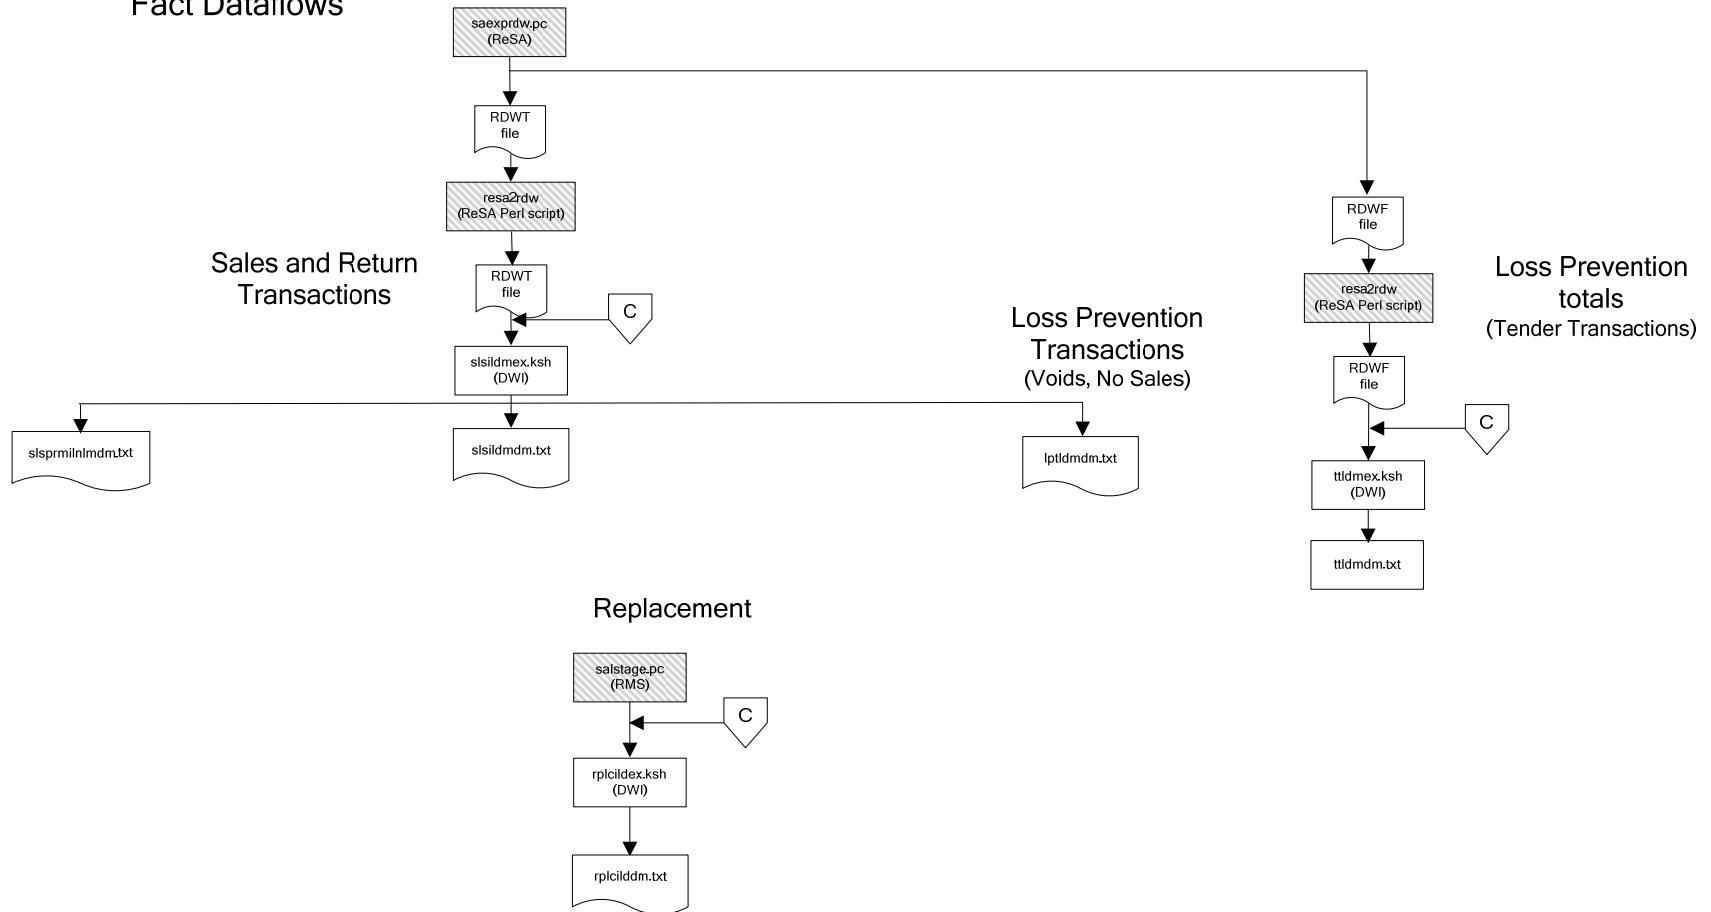 Fact Dataflows
saexprdw.pc
(ReSA)
RDWT
file
resa2rdw
(ReSA Perl script)
Sales and Return
Transactions
RDWT
file
C
slsildmex.ksh
(DWI)
slsprmilnlmdm.txt
slsildmdm.txt
Loss Prevention
Transactions
(Voids, No Sales)
lptldmdm.txt
RDWF
file
resa2rdw
(ReSA Perl script)
Loss Prevention
totals
(Tender Transactions)
RDWF
file
C
ttldmex.ksh
(DWI)
ttldmdm.txt
Replacement
salstage.pc
(RMS)
C
rplcildex.ksh
(DWI)
rplcilddm.txt